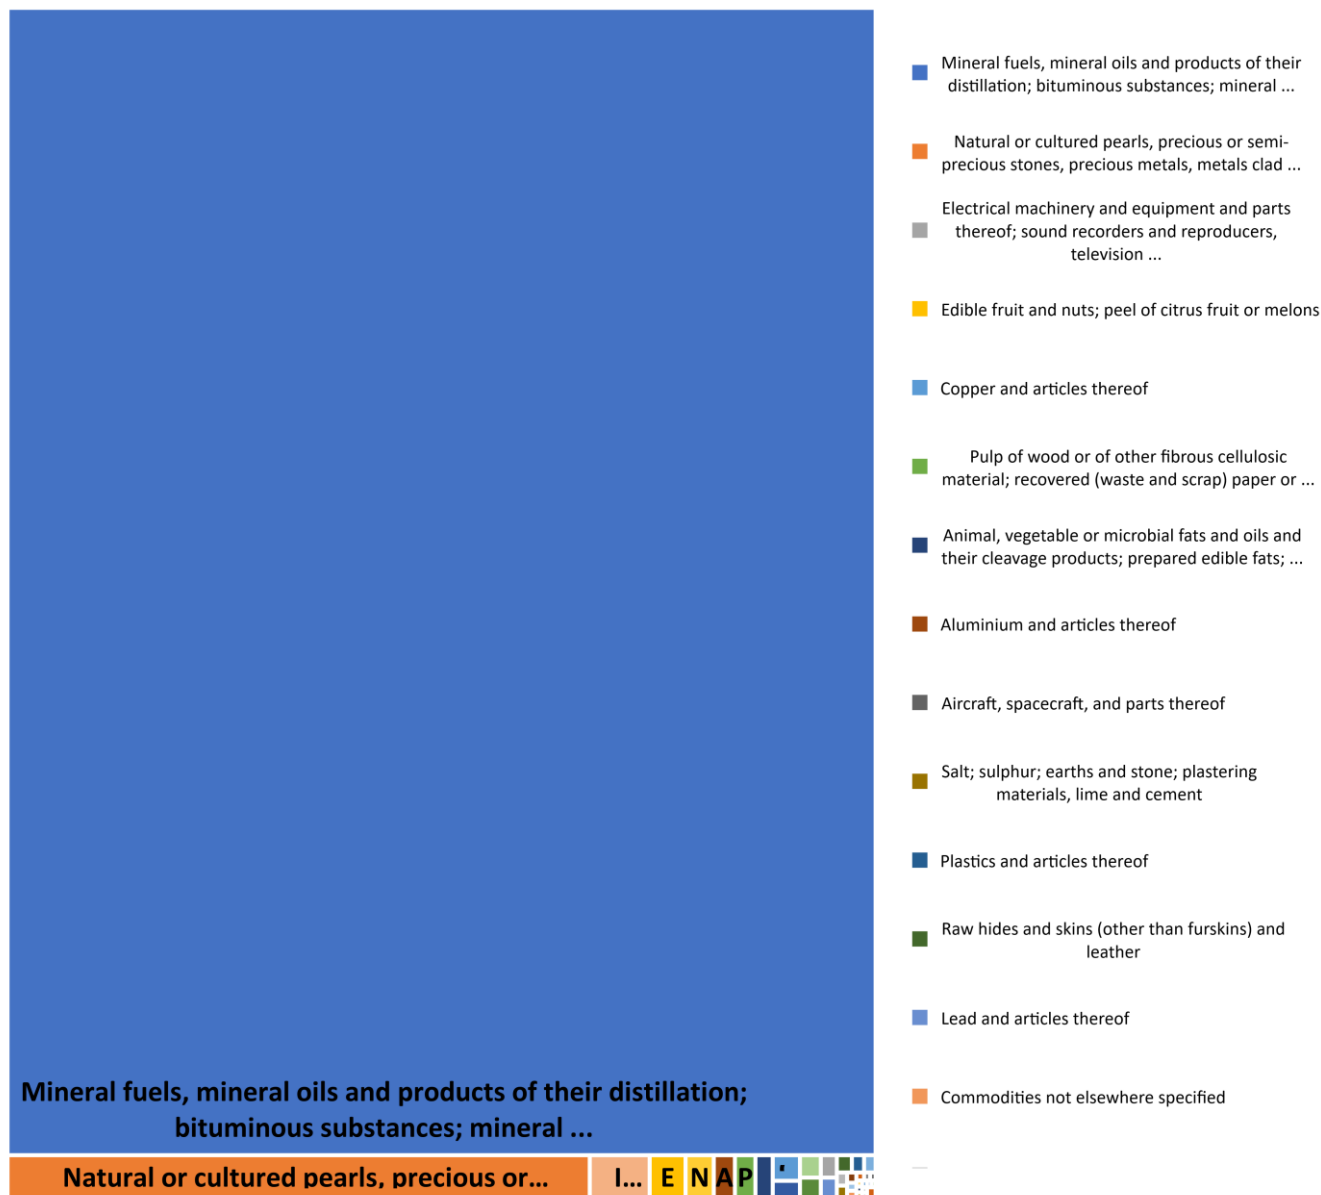 Mineral fuels, mineral oils and products of their
distillation; bituminous substances; mineral ...
Natural or cultured pearls, precious or semi-
precious stones, precious metals, metals clad ...
Electrical machinery and equipment and parts
thereof; sound recorders and reproducers,
television ...
Edible fruit and nuts; peel of citrus fruit or melons
Copper and articles thereof
Pulp of wood or of other fibrous cellulosic
material; recovered (waste and scrap) paper or ...
Animal, vegetable or microbial fats and oils and
their cleavage products; prepared edible fats; ...
Aluminium and articles thereof
Aircraft, spacecraft, and parts thereof
Salt; sulphur; earths and stone; plastering
materials, lime and cement
Plastics and articles thereof
Raw hides and skins (other than furskins) and
leather
Lead and articles thereof
Commodities not elsewhere specified
Mineral fuels, mineral oils and products of their distillation;
bituminous substances; mineral ...
Natural or cultured pearls, precious or...
I...
E
N
A
P